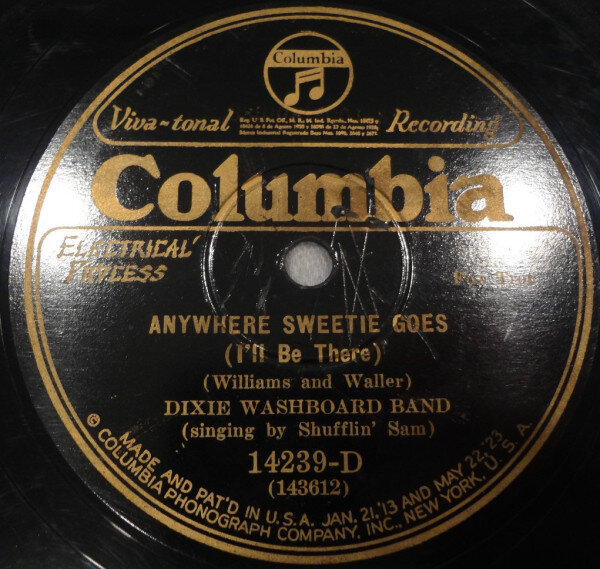 Columbia
Viva-tonal Recording
Columbia
ELECTRICAL PROCESS
Fox Trot
ANYWHERE SWEETIE GOES
(I'll Be There)
(Williams and Waller)
DIXIE WASHBOARD BAND
(singing by Shufflin' Sam)
14239-D
(143612)
MADE AND PAT'D IN U.S.A. JAN. 21,'13 AND MAY 22,'23
© COLUMBIA PHONOGRAPH COMPANY, INC., NEW YORK, U.S.A.